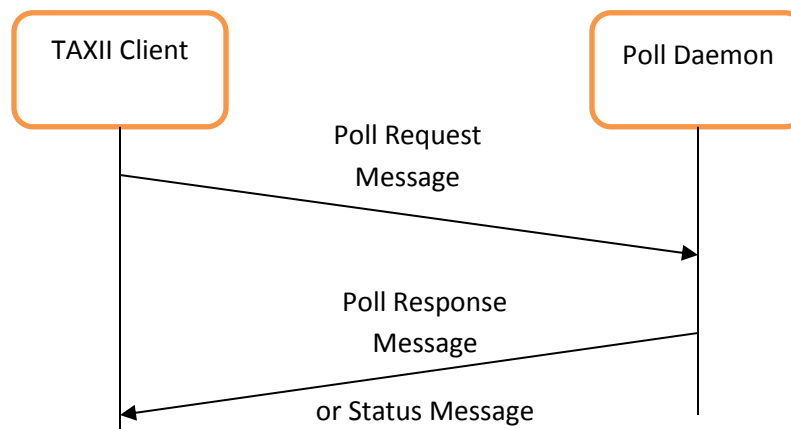 TAXII Client
Poll Daemon
Poll Request
Message
Poll Response
Message
or Status Message